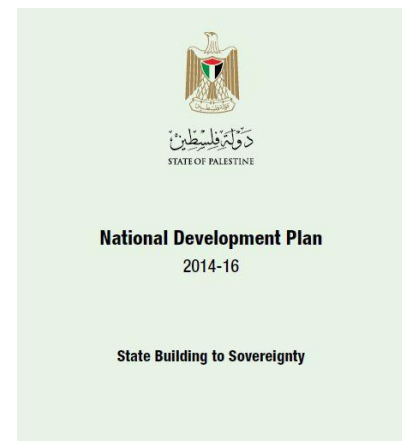 دولة فلسطين
STATE OF PALESTINE
National Development Plan
2014-16
State Building to Sovereignty